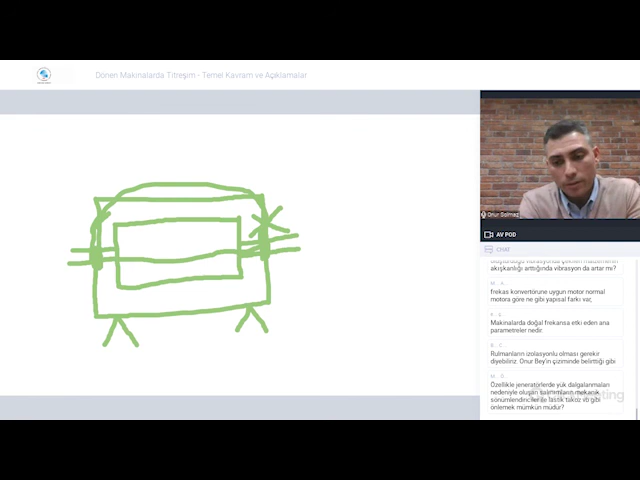 Dönen Makinalarda Titreşim - Temel Kavram ve Açıklamalar
Onur Solmaz
AV POD
CHAT
akışkanlığı arttığında vibrasyon da artar mı?
M... A...
frekas konvertörüne uygun motor normal
motora göre ne gibi yapısal farkı var,
Makinalarda doğal frekansa etki eden ana
parametreler nedir.
B... C...
Rulmanların izolasyonlu olması gerekir
diyebiliriz. Onur Bey'in çiziminde belirttiği gibi
M... Ö...
Özellikle jeneratörlerde yük dalgalanmaları
nedeniyle oluşan salınımların mekanik
sönümlendiricilerle lastik takoz vb gibi
önlemek mümkün müdür?